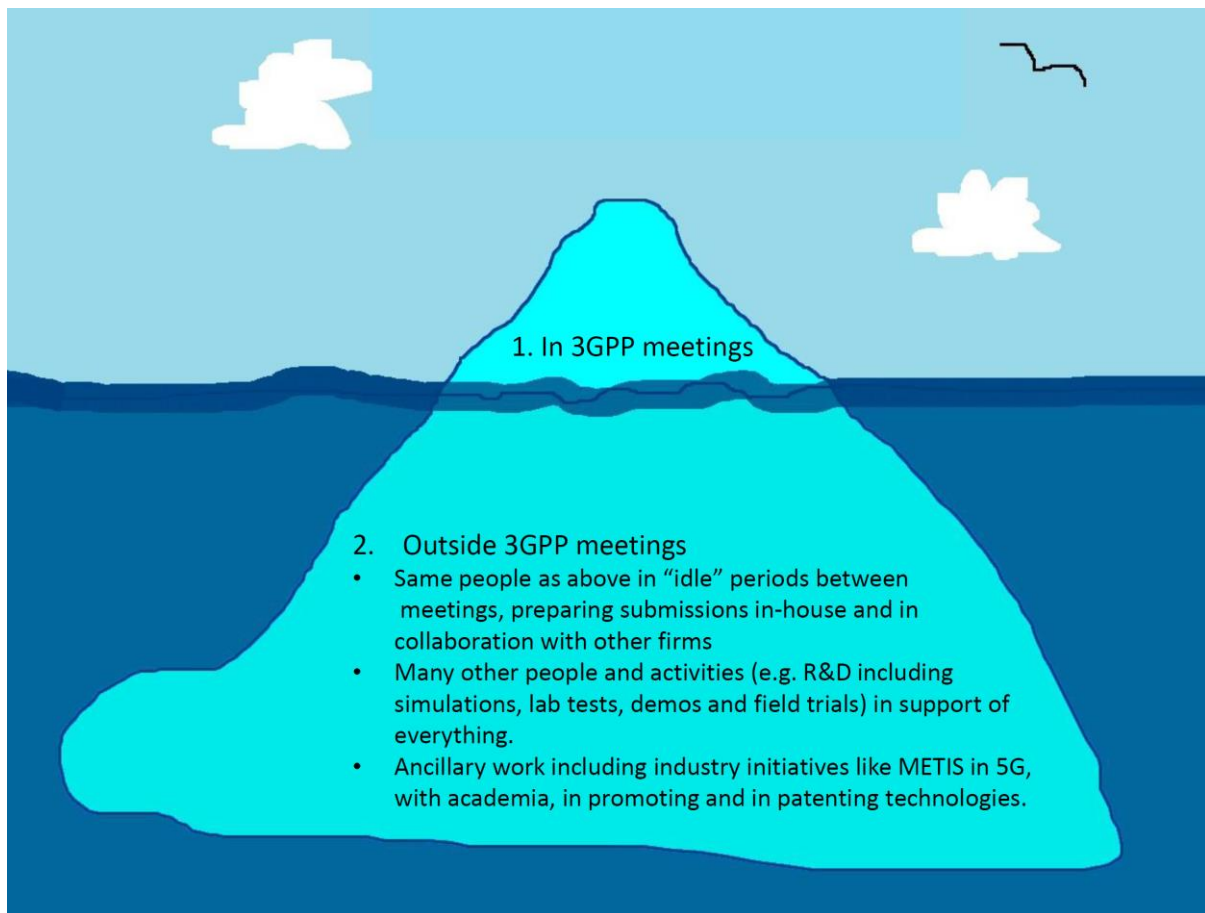 1. In 3GPP meetings
2. Outside 3GPP meetings
• Same people as above in “idle” periods between
meetings, preparing submissions in-house and in
collaboration with other firms
• Many other people and activities (e.g. R&D including
simulations, lab tests, demos and field trials) in support of
everything.
• Ancillary work including industry initiatives like METIS in 5G,
with academia, in promoting and in patenting technologies.